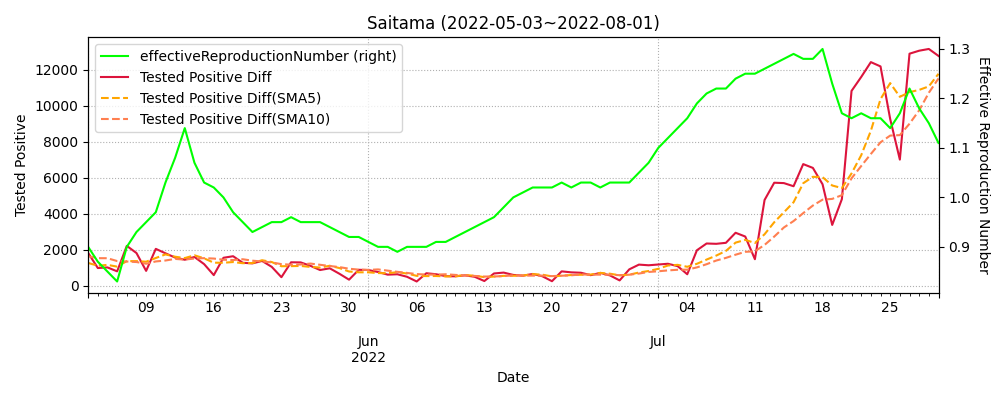 Saitama (2022-05-03~2022-08-01)
effectiveReproductionNumber (right)
Tested Positive Diff
Tested Positive Diff(SMA5)
Tested Positive Diff(SMA10)
Tested Positive
12000
10000
8000
6000
4000
2000
0
1.3
1.2
1.1
1.0
0.9
Effective Reproduction Number
09 16 23 30 06 13 20 27 04 11 18 25
Jun Jul
2022
Date